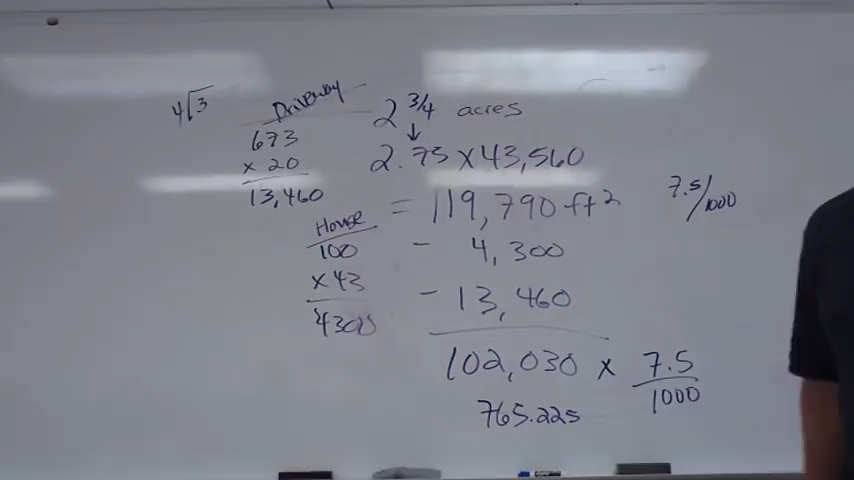 4√3
Driveway
673
x 20
13,460
House
100
x 43
4300
2 3/4 acres
↓
2.75 x 43,560
= 119,790 ft²
- 4,300
- 13,460
102,030 x 7.5/1000
765.225
7.5/1000